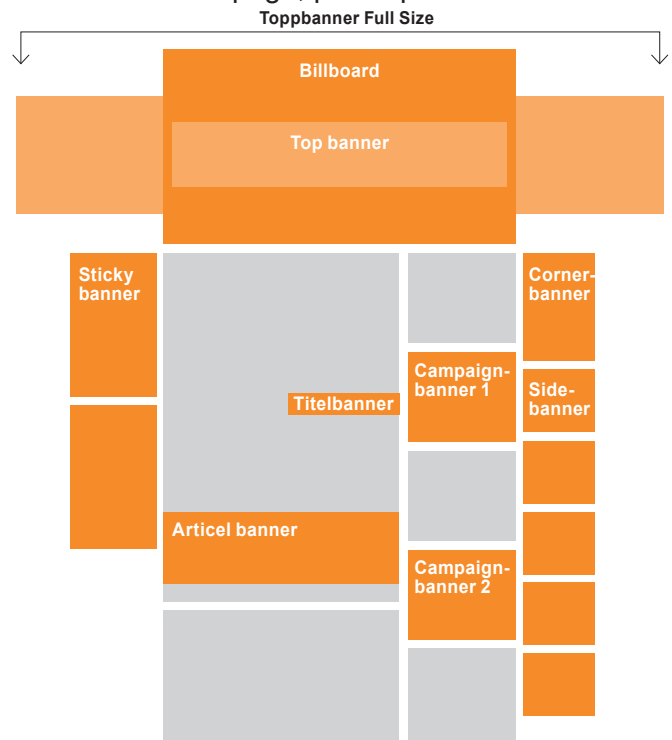 Toppbanner Full Size
Billboard
Top banner
Sticky
banner
Corner-
banner
Campaign-
banner 1
Side-
banner
Titelbanner
Articel banner
Campaign-
banner 2